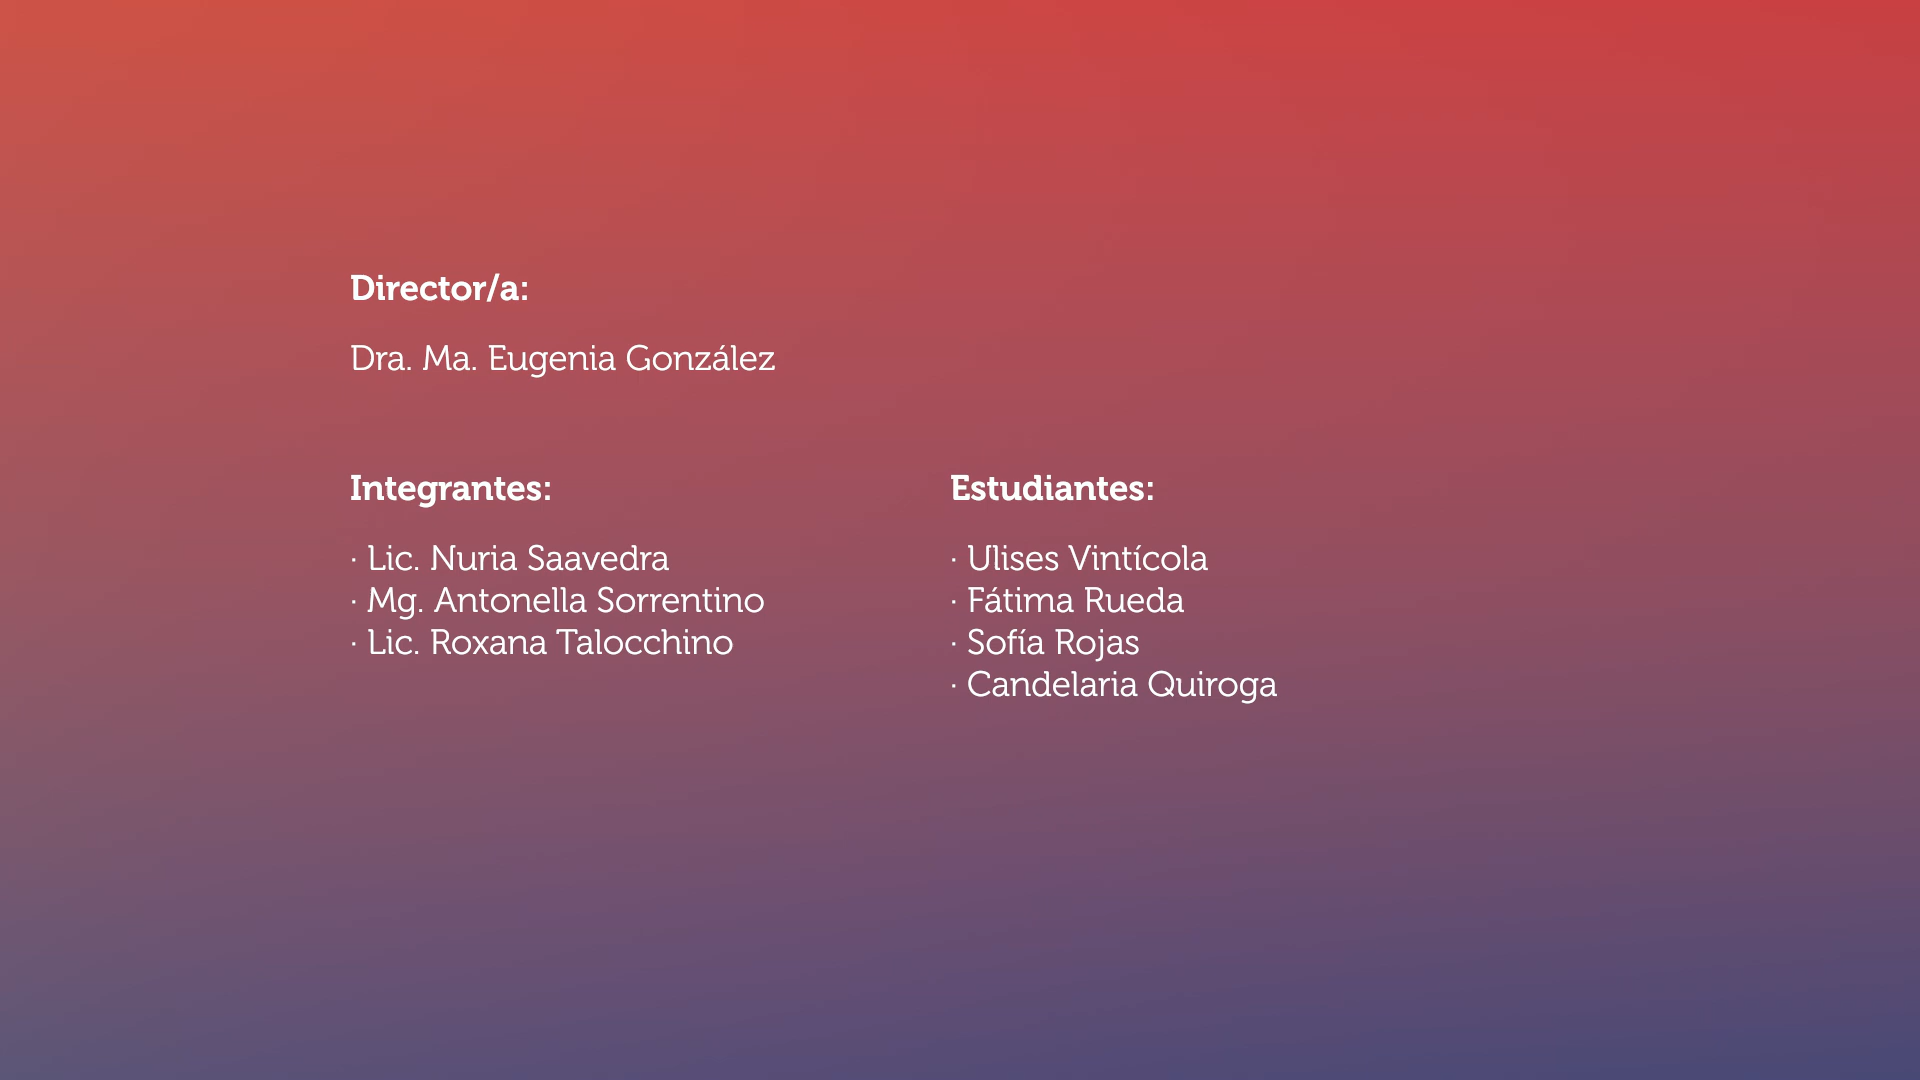 Director/a:
Dra. Ma. Eugenia González
Integrantes:
· Lic. Nuria Saavedra
· Mg. Antonella Sorrentino
· Lic. Roxana Talocchino
Estudiantes:
· Ulises Vintícola
· Fátima Rueda
· Sofía Rojas
· Candelaria Quiroga